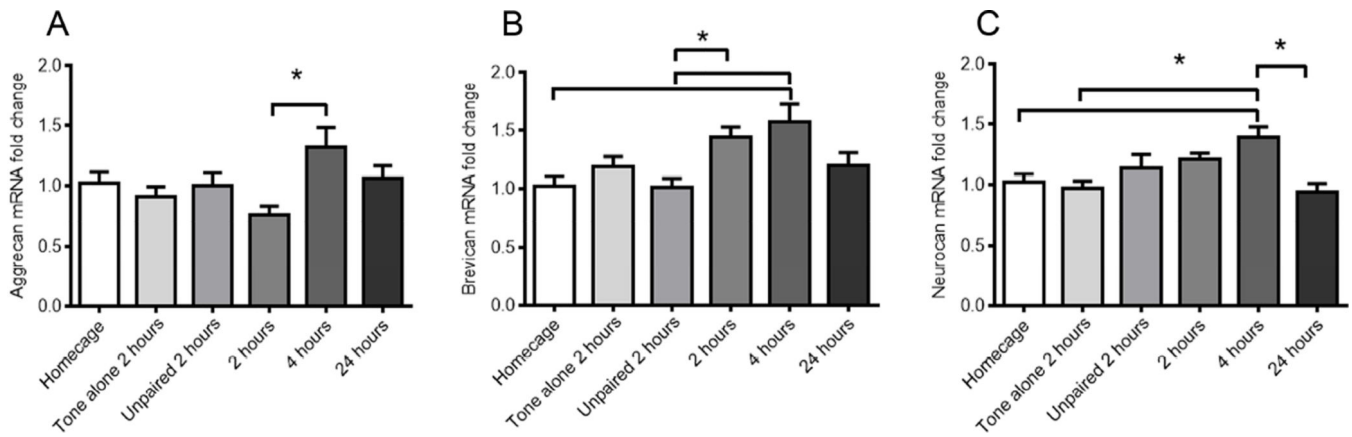 A
Aggrecan mRNA fold change
2.0
1.5
1.0
0.5
0.0
*
Homecage
Tone alone 2 hours
Unpaired 2 hours
2 hours
4 hours
24 hours
B
Brevican mRNA fold change
2.0
1.5
1.0
0.5
0.0
*
Homecage
Tone alone 2 hours
Unpaired 2 hours
2 hours
4 hours
24 hours
C
Neurocan mRNA fold change
2.0
1.5
1.0
0.5
0.0
*
*
Homecage
Tone alone 2 hours
Unpaired 2 hours
2 hours
4 hours
24 hours